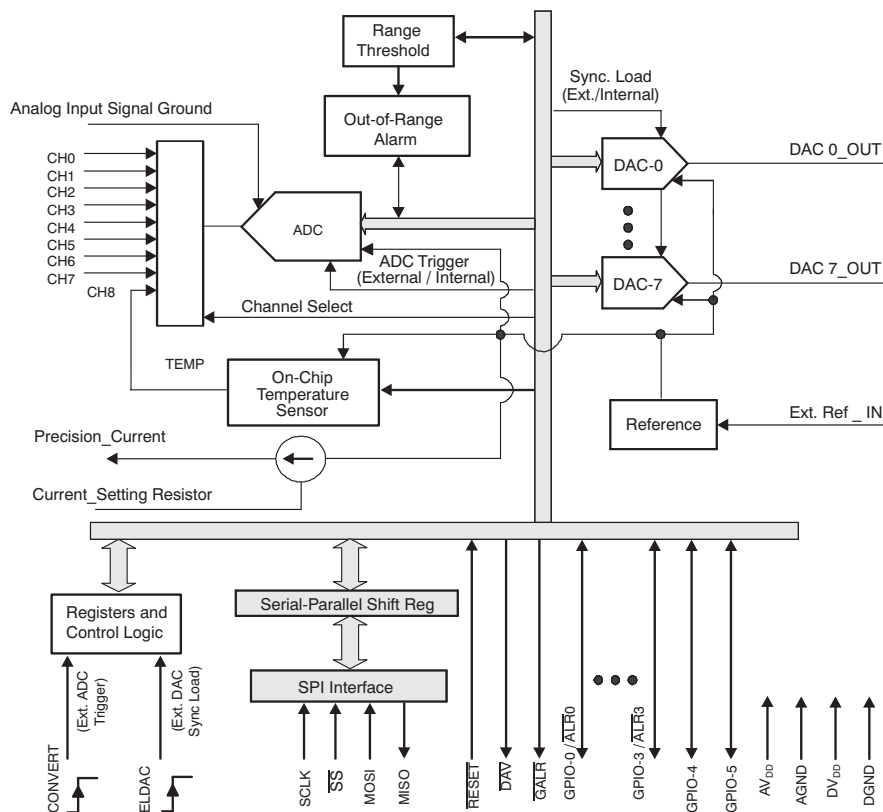 Range
Threshold
Sync. Load
(Ext./Internal)
Analog Input Signal Ground
Out-of-Range
Alarm
DAC-0
DAC 0_OUT
CH0
CH1
CH2
CH3
CH4
CH5
CH6
CH7
CH8
ADC
ADC Trigger
(External / Internal)
DAC-7
DAC 7_OUT
Channel Select
TEMP
On-Chip
Temperature
Sensor
Reference
Ext. Ref _ IN
Precision_Current
Current_Setting Resistor
Registers and
Control Logic
Serial-Parallel Shift Reg
SPI Interface
(Ext. ADC
Trigger)
(Ext. DAC
Sync Load)
CONVERT
ELDAC
SCLK
SS
MOSI
MISO
RESET
DAV
GALR
GPIO-0 / ALR0
GPIO-3 / ALR3
GPIO-4
GPIO-5
AVDD
AGND
DVDD
DGND